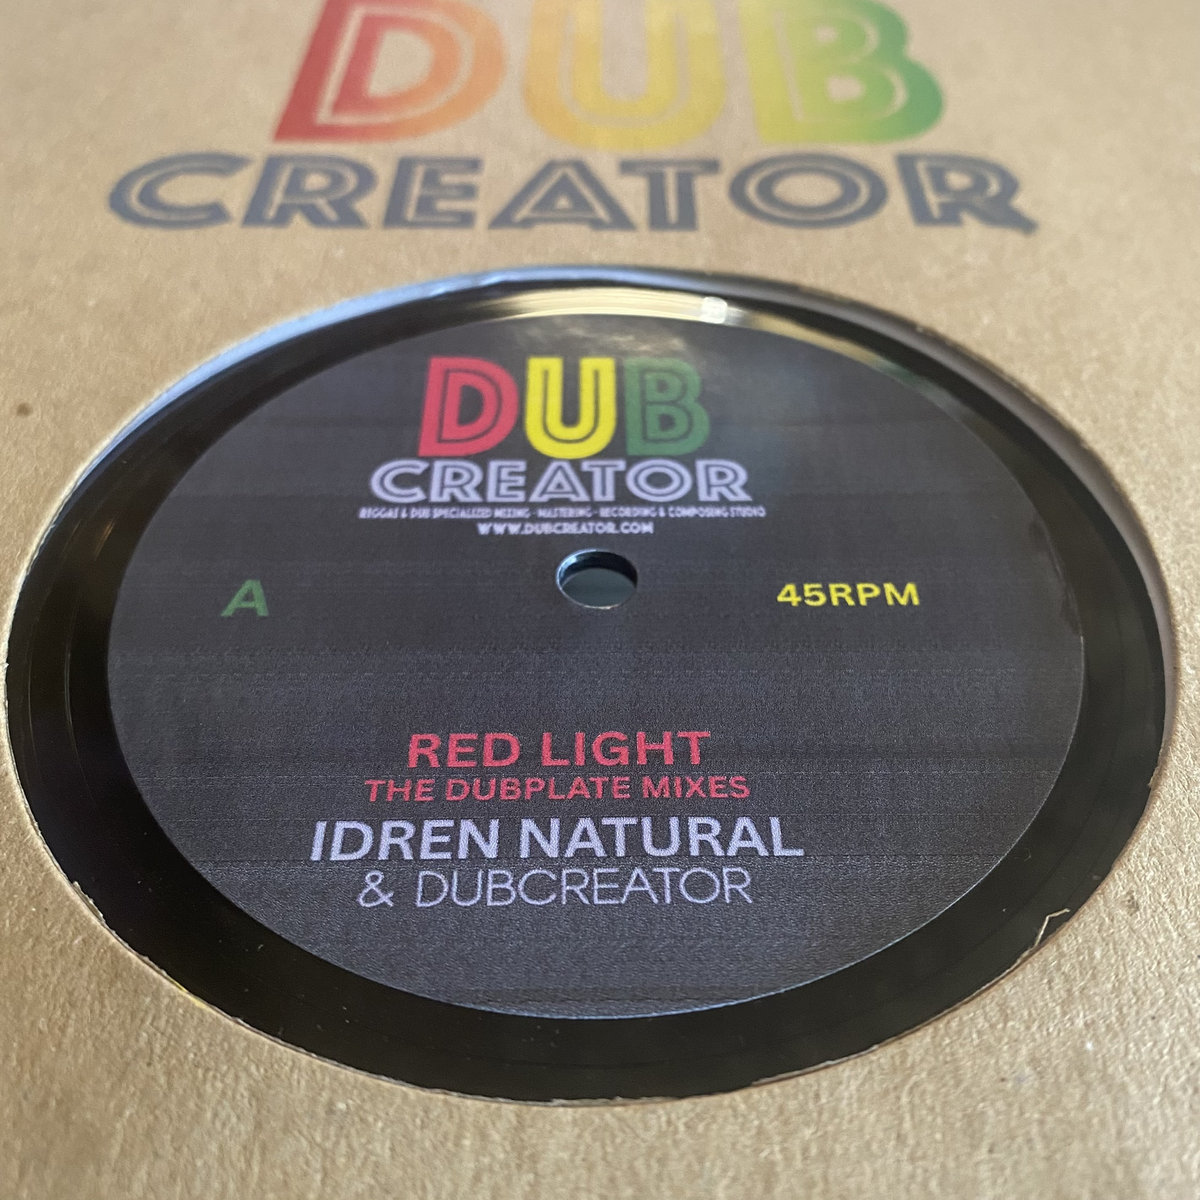 DUB
CREATOR
DUB
CREATOR
REGGAE & DUB SPECIALIZED MIXING - MASTERING - RECORDING & COMPOSING STUDIO
WWW.DUBCREATOR.COM
A
45RPM
RED LIGHT
THE DUBPLATE MIXES
IDREN NATURAL
& DUBCREATOR